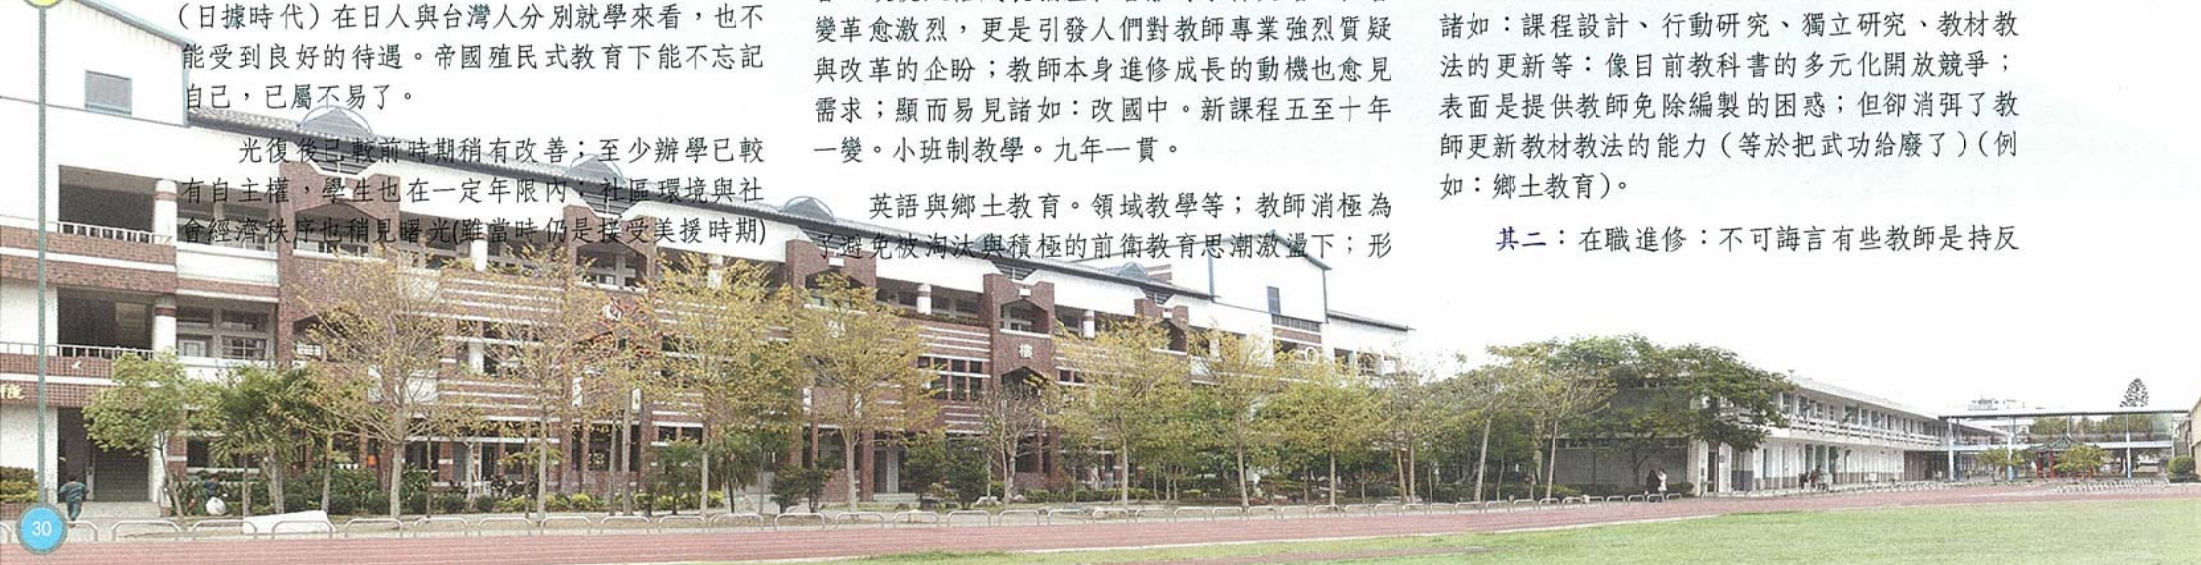 (日據時代)在日人與台灣人分別就學來看,也不
能受到良好的待遇。帝國殖民式教育下能不忘記
自己,已屬不易了。
光復後已較前時期稍有改善;至少辦學已較
有自主權,學生也在一定年限內;社區環境與社
會經濟秩序也稍見曙光(雖當時仍是接受美援時期)
變革愈激烈,更是引發人們對教師專業強烈質疑
與改革的企盼;教師本身進修成長的動機也愈見
需求;顯而易見諸如:改國中。新課程五至十年
一變。小班制教學。九年一貫。
英語與鄉土教育。領域教學等;教師消極為
了避免被淘汰與積極的前衛教育思潮激盪下;形
諸如:課程設計、行動研究、獨立研究、教材教
法的更新等:像目前教科書的多元化開放競爭;
表面是提供教師免除編製的困惑;但卻消弭了教
師更新教材教法的能力(等於把武功給廢了)(例
如:鄉土教育)。
其二:在職進修:不可誨言有些教師是持反
樓
30